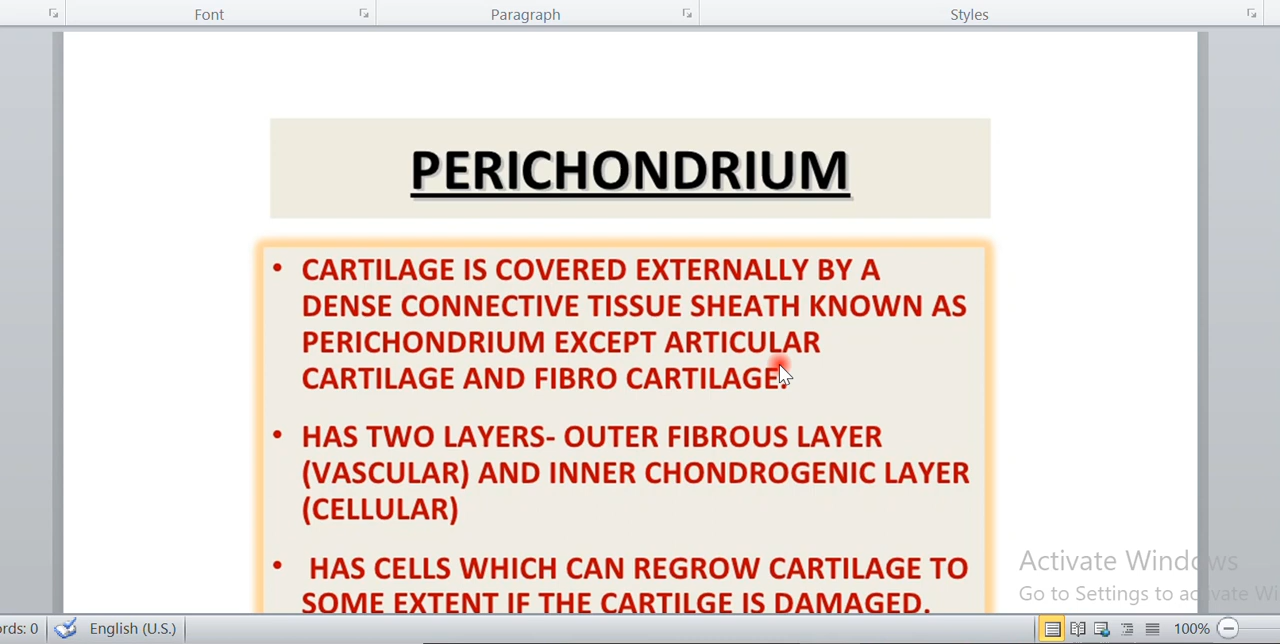 Font
Paragraph
Styles
PERICHONDRIUM
• CARTILAGE IS COVERED EXTERNALLY BY A
DENSE CONNECTIVE TISSUE SHEATH KNOWN AS
PERICHONDRIUM EXCEPT ARTICULAR
CARTILAGE AND FIBRO CARTILAGE.
• HAS TWO LAYERS- OUTER FIBROUS LAYER
(VASCULAR) AND INNER CHONDROGENIC LAYER
(CELLULAR)
• HAS CELLS WHICH CAN REGROW CARTILAGE TO
SOME EXTENT IF THE CARTILGE IS DAMAGED.
Activate Windows
Go to Settings to activate Wi
rds: 0
English (U.S.)
100%